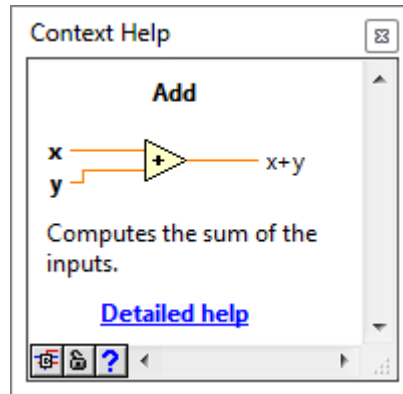 Context Help
Add
x
y
+
x+y
Computes the sum of the
inputs.
Detailed help
?